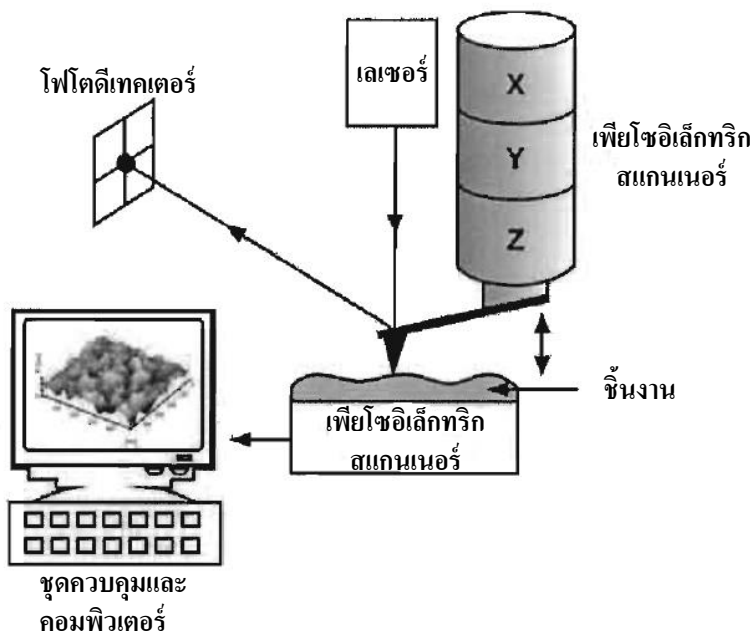 โฟโตดีเทคเตอร์
เลเซอร์
X
Y
Z
เพียโซอิเล็กทริก
สแกนเนอร์
ชิ้นงาน
เพียโซอิเล็กทริก
สแกนเนอร์
ชุดควบคุมและ
คอมพิวเตอร์